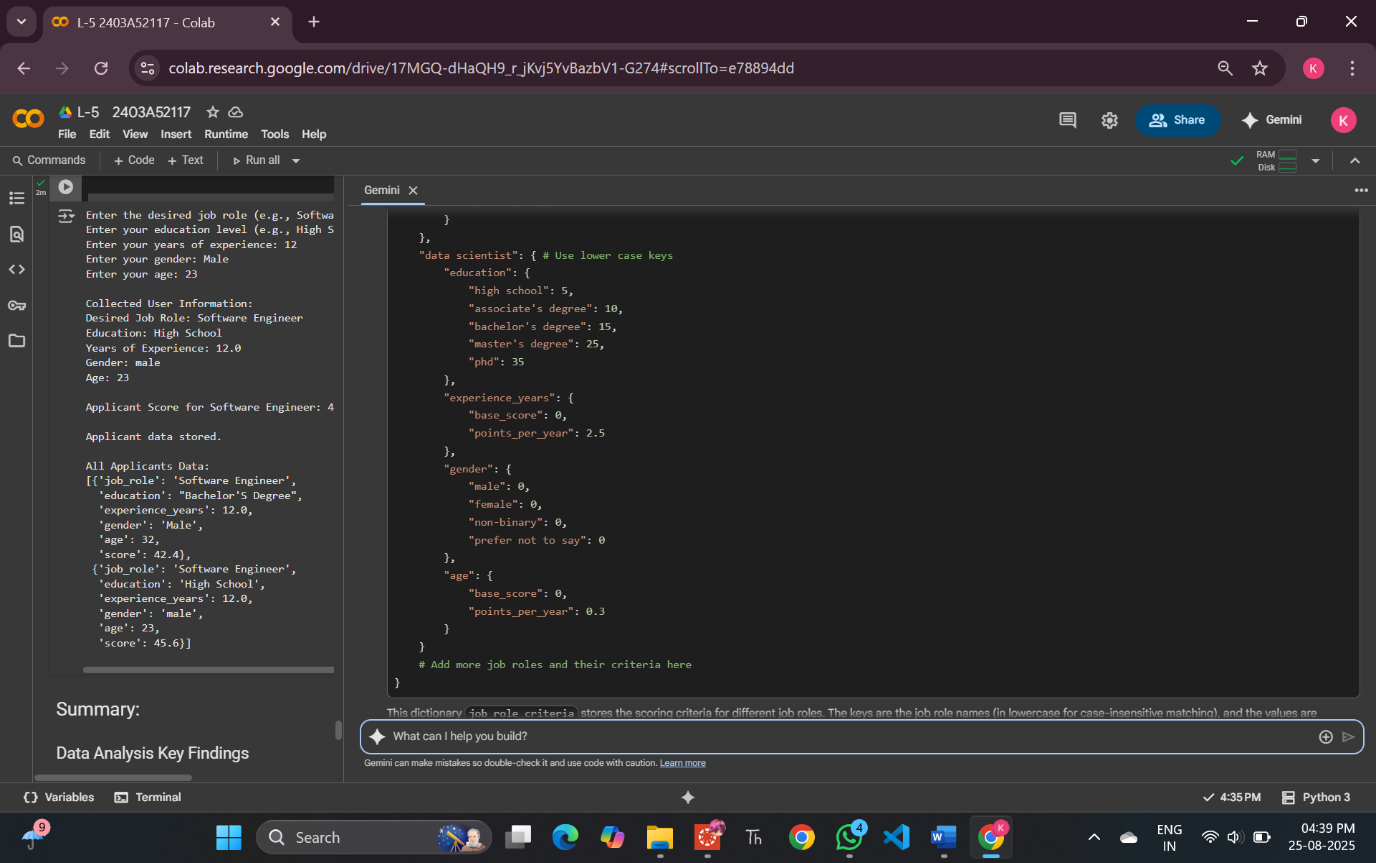 L-5 2403A52117 - Colab
colab.research.google.com/drive/17MGQ-dHaQH9_r_jKvj5YvBazbV1-G274#scrollTo=e78894dd
K
L-5 2403A52117
File Edit View Insert Runtime Tools Help
Share
Gemini
K
Commands + Code + Text Run all
RAM
Disk
2m
Enter the desired job role (e.g., Softwa
Enter your education level (e.g., High S
Enter your years of experience: 12
Enter your gender: Male
Enter your age: 23
Collected User Information:
Desired Job Role: Software Engineer
Education: High School
Years of Experience: 12.0
Gender: male
Age: 23
Applicant Score for Software Engineer: 4
Applicant data stored.
All Applicants Data:
[{'job_role': 'Software Engineer',
'education': "Bachelor'S Degree",
'experience_years': 12.0,
'gender': 'Male',
'age': 32,
'score': 42.4},
{'job_role': 'Software Engineer',
'education': 'High School',
'experience_years': 12.0,
'gender': 'male',
'age': 23,
'score': 45.6}]
Summary:
Data Analysis Key Findings
Gemini
}
},
"data scientist": { # Use lower case keys
"education": {
"high school": 5,
"associate's degree": 10,
"bachelor's degree": 15,
"master's degree": 25,
"phd": 35
},
"experience_years": {
"base_score": 0,
"points_per_year": 2.5
},
"gender": {
"male": 0,
"female": 0,
"non-binary": 0,
"prefer not to say": 0
},
"age": {
"base_score": 0,
"points_per_year": 0.3
}
}
# Add more job roles and their criteria here
}
This dictionary job_role_criteria stores the scoring criteria for different job roles. The keys are the job role names (in lowercase for case-insensitive matching), and the values are
What can I help you build?
Gemini can make mistakes so double-check it and use code with caution. Learn more
Variables Terminal
4:35 PM Python 3
9
Search
Th
4
K
ENG
IN
04:39 PM
25-08-2025